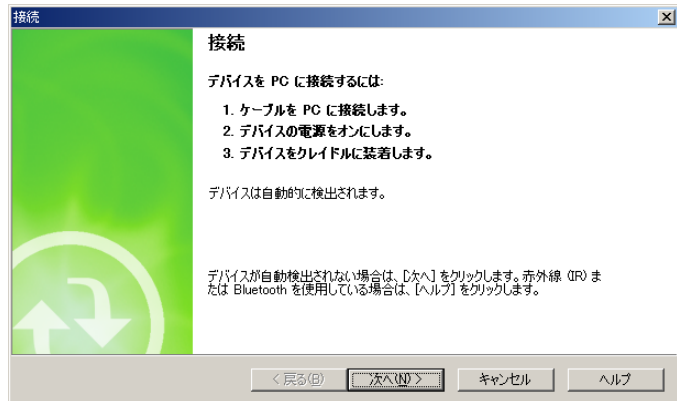 接続
接続
デバイスを PC に接続するには:
1. ケーブルを PC に接続します。
2. デバイスの電源をオンにします。
3. デバイスをクレイドルに装着します。
デバイスは自動的に検出されます。
デバイスが自動検出されない場合は、[次へ] をクリックします。赤外線 (IR) ま
たは Bluetooth を使用している場合は、[ヘルプ] をクリックします。
< 戻る(B) 次へ(N) > キャンセル ヘルプ